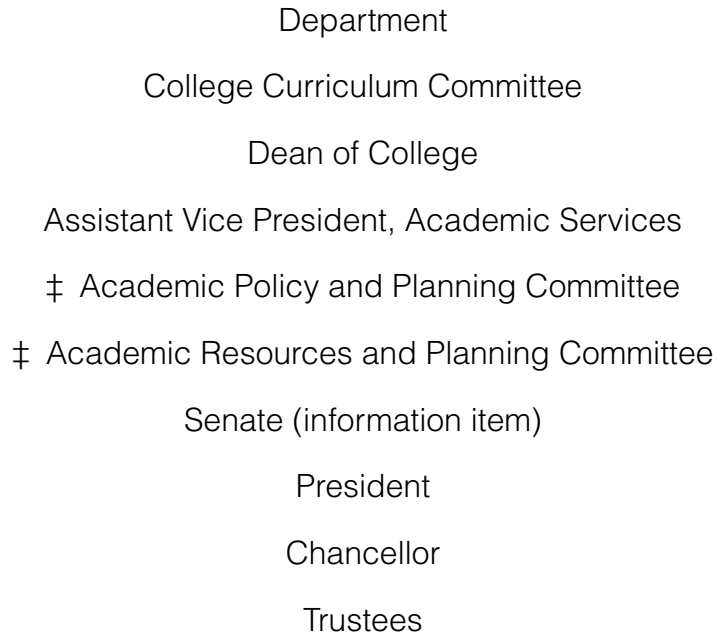 Department
College Curriculum Committee
Dean of College
Assistant Vice President, Academic Services
‡ Academic Policy and Planning Committee
‡ Academic Resources and Planning Committee
Senate (information item)
President
Chancellor
Trustees